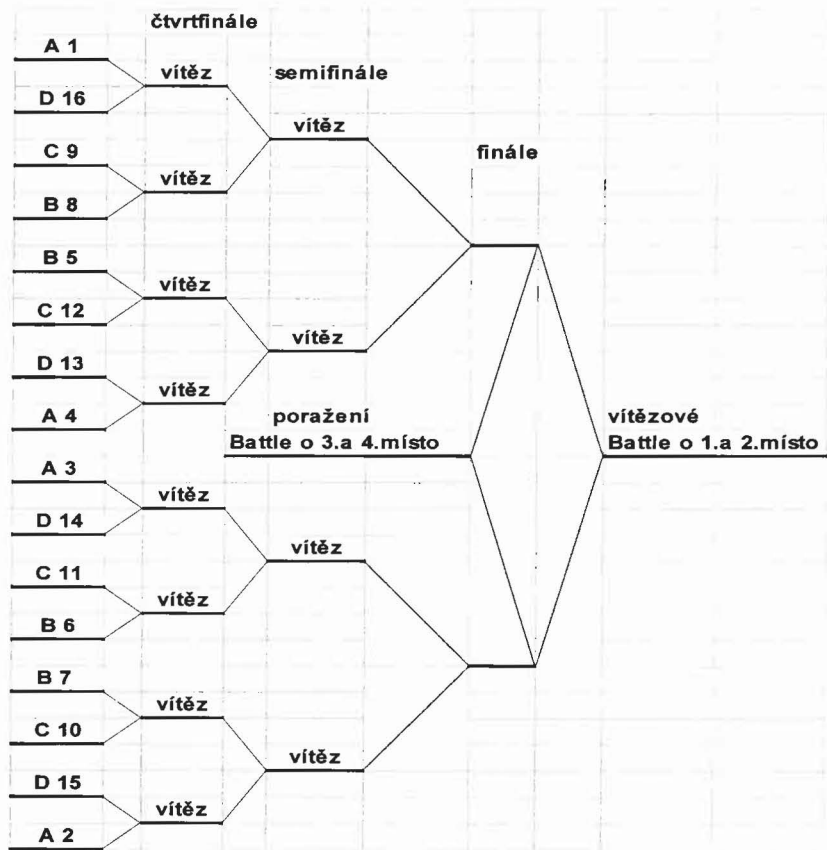 čtvrtfinále
A 1
vítěz
semifinále
D 16
vítěz
C 9
finále
vítěz
B 8
B 5
vítěz
C 12
vítěz
D 13
vítěz
A 4
poražení
vítězové
Battle o 3.a 4.místo
Battle o 1.a 2.místo
A 3
vítěz
D 14
vítěz
C 11
vítěz
B 6
B 7
vítěz
C 10
vítěz
D 15
vítěz
A 2